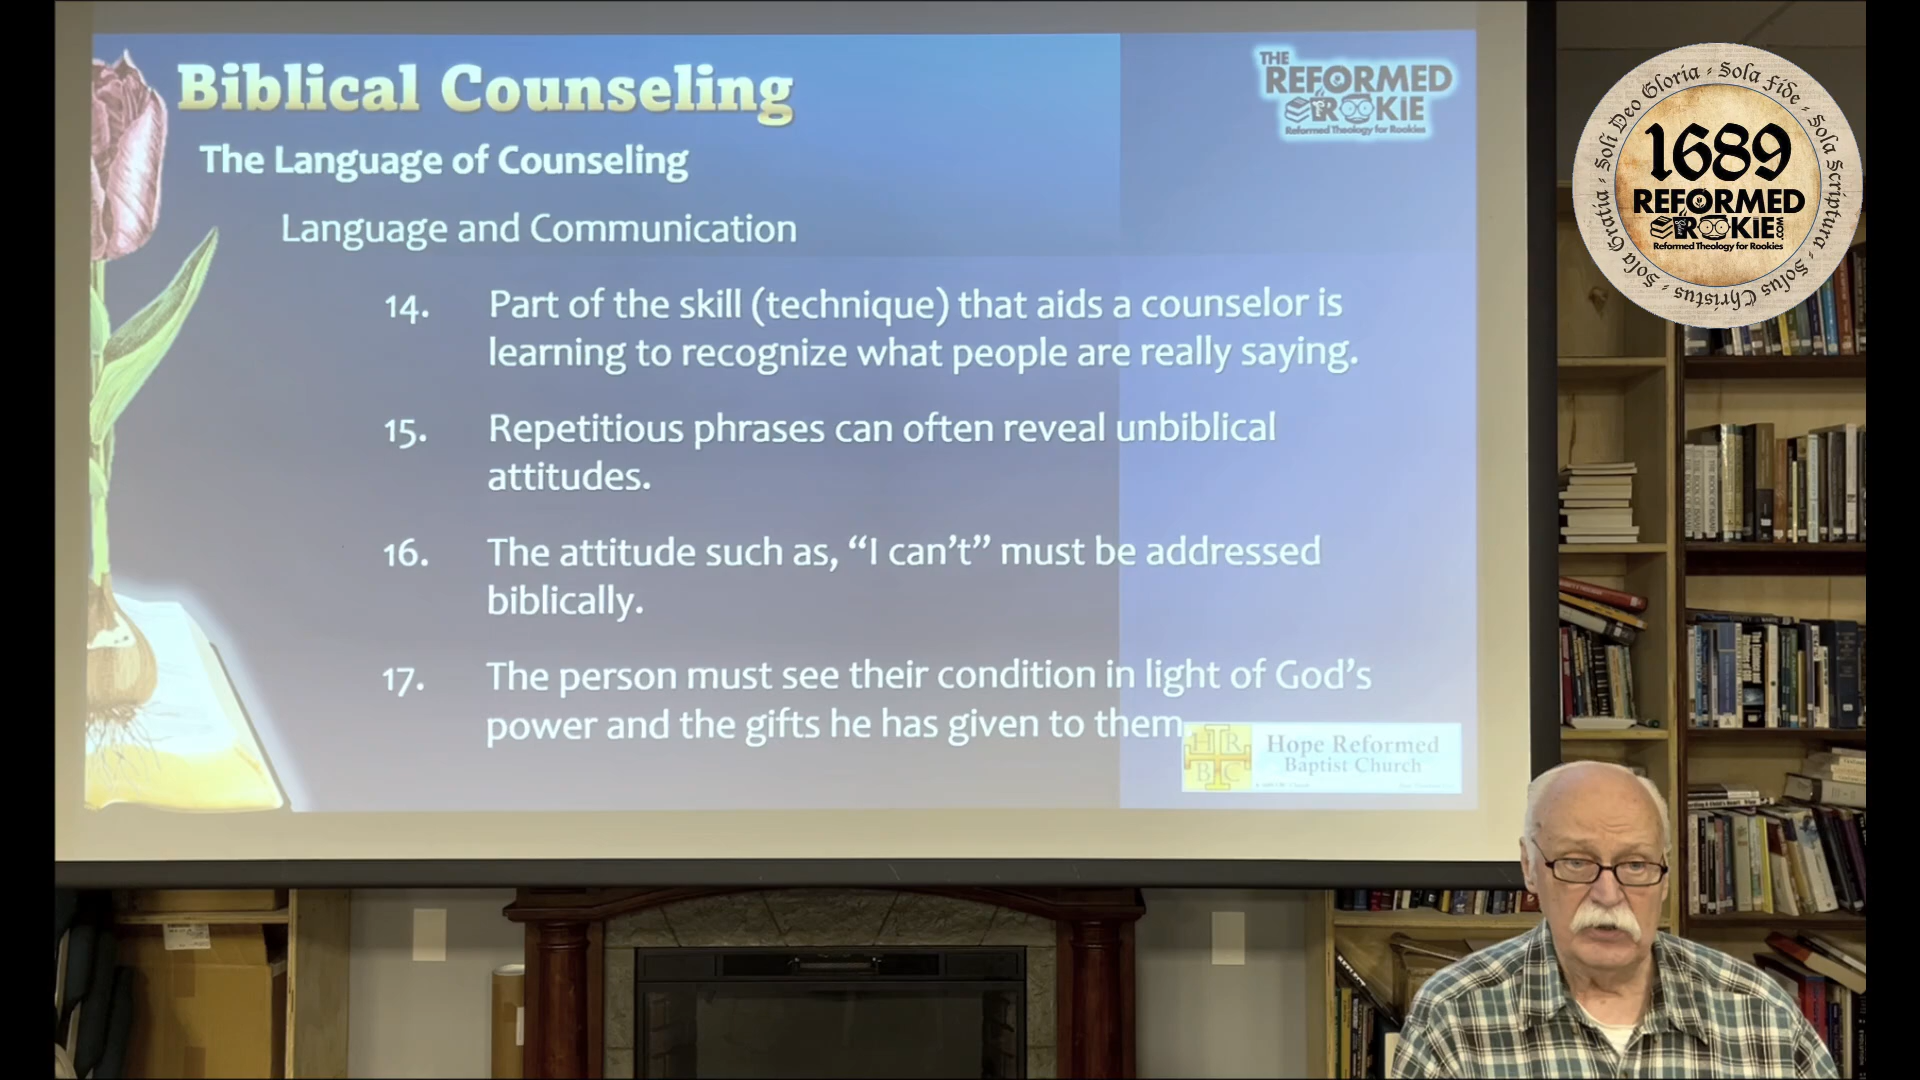 Biblical Counseling
The Language of Counseling
Language and Communication
14. Part of the skill (technique) that aids a counselor is
learning to recognize what people are really saying.
15. Repetitious phrases can often reveal unbiblical
attitudes.
16. The attitude such as, “I can’t” must be addressed
biblically.
17. The person must see their condition in light of God’s
power and the gifts he has given to them.
THE
REFORMED
ROOKIE
Reformed Theology for Rookies
HR
BC
Hope Reformed
Baptist Church
Soli Deo Gloria - Sola Fide - Sola Scriptura - Solus Christus - Sola Gratia -
1689
REFORMED
ROOKIE.COM
Reformed Theology for Rookies